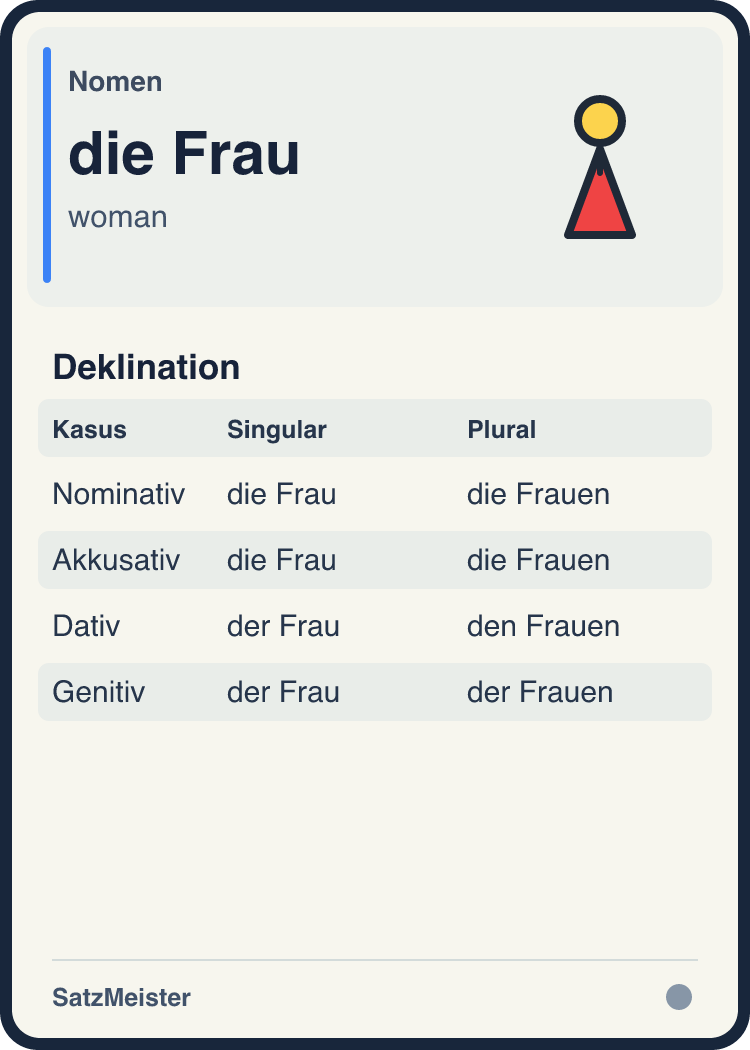 Nomen
die Frau
woman
Deklination
Kasus Singular Plural
Nominativ die Frau die Frauen
Akkusativ die Frau die Frauen
Dativ der Frau den Frauen
Genitiv der Frau der Frauen
SatzMeister